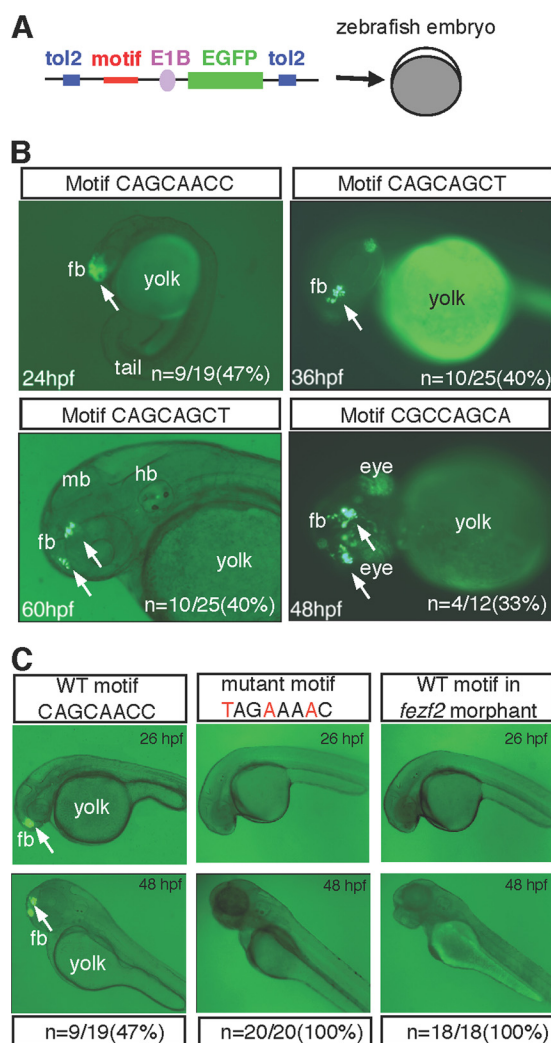 A
zebrafish embryo
tol2 motif E1B EGFP tol2
B
Motif CAGCAACC
fb
yolk
tail
24hpf
n=9/19(47%)
Motif CAGCAGCT
fb
yolk
36hpf
n=10/25(40%)
Motif CAGCAGCT
mb
hb
fb
yolk
60hpf
n=10/25(40%)
Motif CGCCAGCA
eye
fb
yolk
eye
48hpf
n=4/12(33%)
C
WT motif
CAGCAACC
mutant motif
TAGAAAAC
WT motif in
fezf2 morphant
26 hpf
yolk
fb
26 hpf
26 hpf
48 hpf
fb
yolk
48 hpf
48 hpf
n=9/19(47%)
n=20/20(100%)
n=18/18(100%)